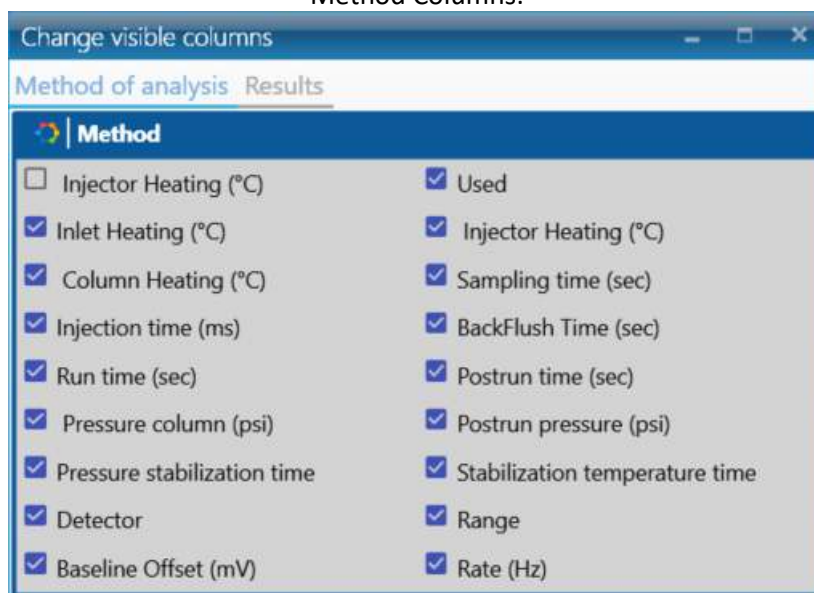 Method Columns:
Change visible columns
Method of analysis Results
Method
Injector Heating (°C) Used
Inlet Heating (°C) Injector Heating (°C)
Column Heating (°C) Sampling time (sec)
Injection time (ms) BackFlush Time (sec)
Run time (sec) Postrun time (sec)
Pressure column (psi) Postrun pressure (psi)
Pressure stabilization time Stabilization temperature time
Detector Range
Baseline Offset (mV) Rate (Hz)